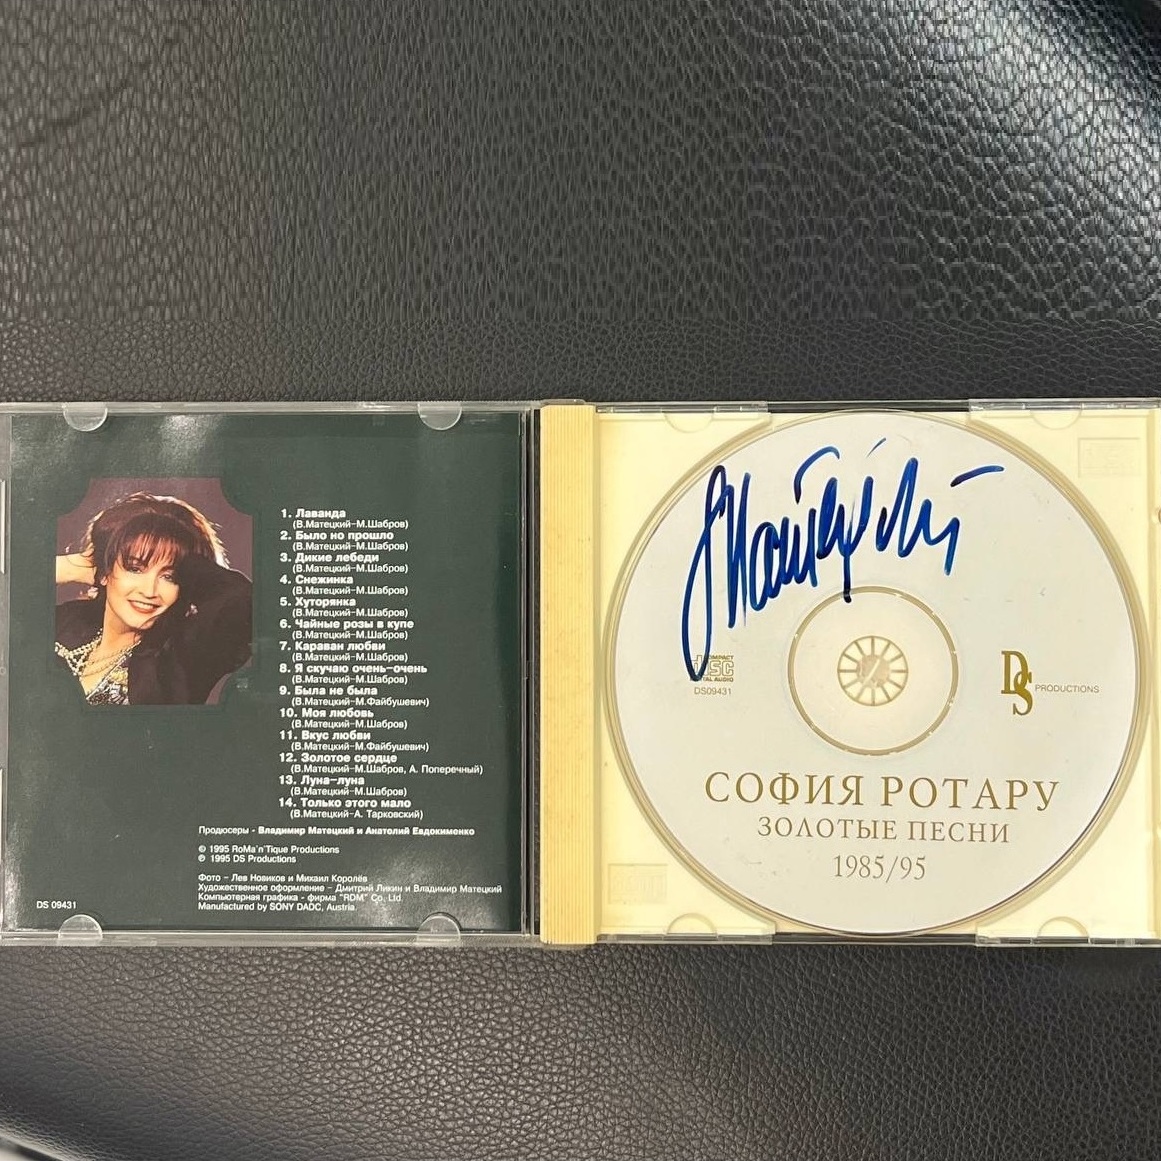 1. Лаванда
(В.Матецкий-М.Шабров)
2. Было но прошло
(В.Матецкий-М.Шабров)
3. Дикие лебеди
(В.Матецкий-М.Шабров)
4. Снежинка
(В.Матецкий-М.Шабров)
5. Хуторянка
(В.Матецкий-М.Шабров)
6. Чайные розы в купе
(В.Матецкий-М.Шабров)
7. Караван любви
(В.Матецкий-М.Шабров)
8. Я скучаю очень-очень
(В.Матецкий-М.Шабров)
9. Была не была
(В.Матецкий-М.Файбушевич)
10. Моя любовь
(В.Матецкий-М.Шабров)
11. Вкус любви
(В.Матецкий-М.Файбушевич)
12. Золотое сердце
(В.Матецкий-М.Шабров, А. Поперечный)
13. Луна-луна
(В.Матецкий-М.Шабров)
14. Только этого мало
(В.Матецкий-А. Тарковский)
Продюсеры - Владимир Матецкий и Анатолий Евдокименко
© 1995 RoMa'n'Tique Productions
℗ 1995 DS Productions
Фото - Лев Новиков и Михаил Королёв
Художественное оформление - Дмитрий Ликин и Владимир Матецкий
Компьютерная графика - фирма "RDM" Co. Ltd.
Manufactured by SONY DADC, Austria.
DS 09431
COMPACT
disc
DIGITAL AUDIO
DS09431
DS PRODUCTIONS
СОФИЯ РОТАРУ
ЗОЛОТЫЕ ПЕСНИ
1985/95